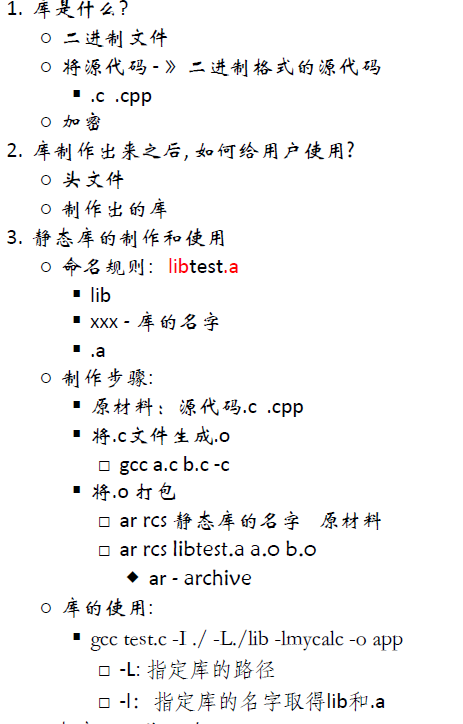 1. 库是什么?
○ 二进制文件
○ 将源代码 -》二进制格式的源代码
▪ .c .cpp
○ 加密
2. 库制作出来之后, 如何给用户使用?
○ 头文件
○ 制作出的库
3. 静态库的制作和使用
○ 命名规则：libtest.a
▪ lib
▪ xxx - 库的名字
▪ .a
○ 制作步骤:
▪ 原材料：源代码.c .cpp
▪ 将.c文件生成.o
□ gcc a.c b.c -c
▪ 将.o 打包
□ ar rcs 静态库的名字 原材料
□ ar rcs libtest.a a.o b.o
◆ ar - archive
○ 库的使用:
▪ gcc test.c -I ./ -L./lib -lmycalc -o app
□ -L: 指定库的路径
□ -l： 指定库的名字取得lib和.a